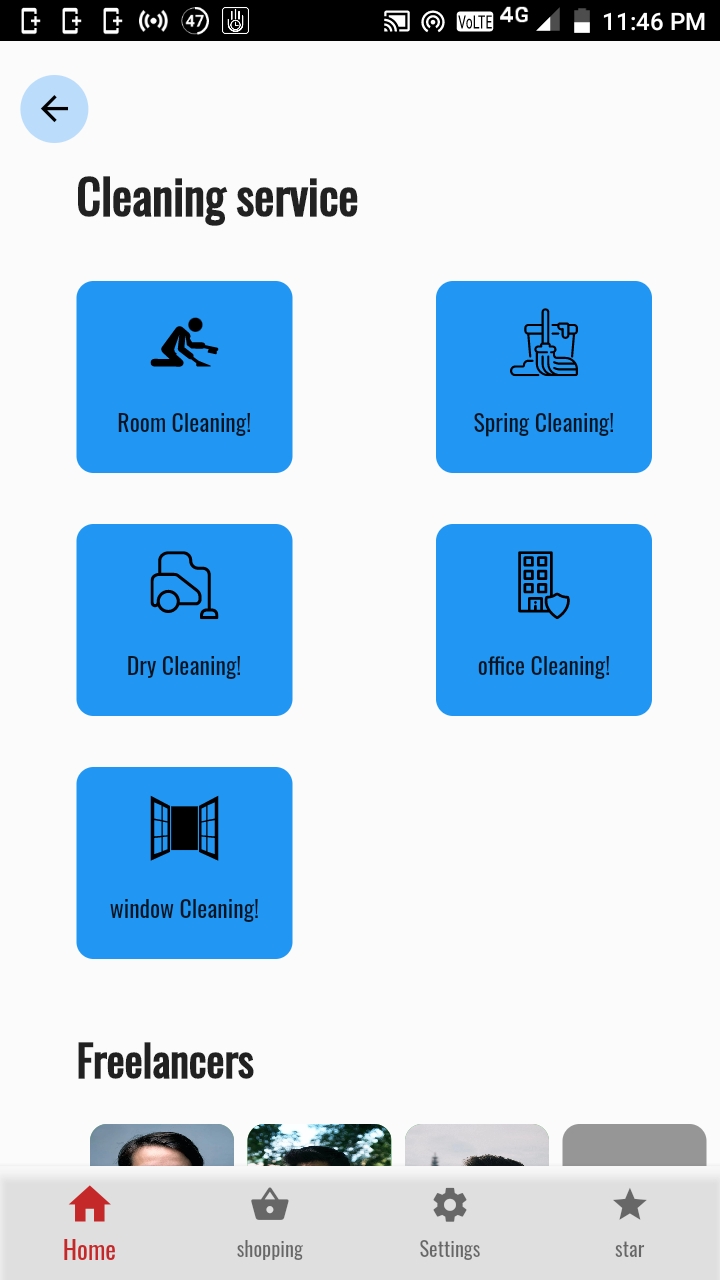 47 VoLTE 4G 11:46 PM
Cleaning service
Room Cleaning!
Spring Cleaning!
Dry Cleaning!
office Cleaning!
window Cleaning!
Freelancers
Home shopping Settings star